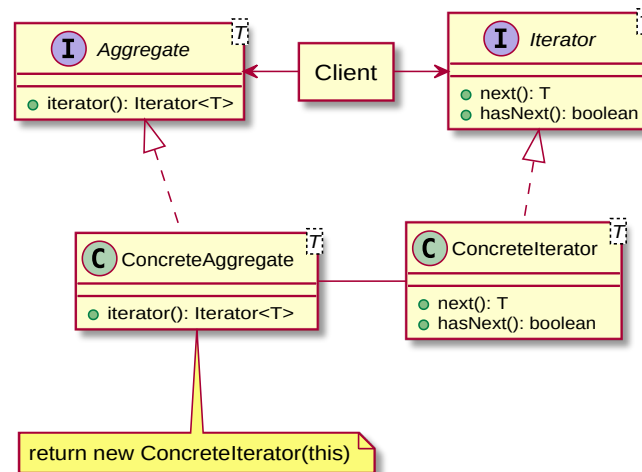 I Aggregate T
iterator(): Iterator<T>
Client
I Iterator T
next(): T
hasNext(): boolean
C ConcreteAggregate T
iterator(): Iterator<T>
C ConcreteIterator T
next(): T
hasNext(): boolean
return new ConcreteIterator(this)